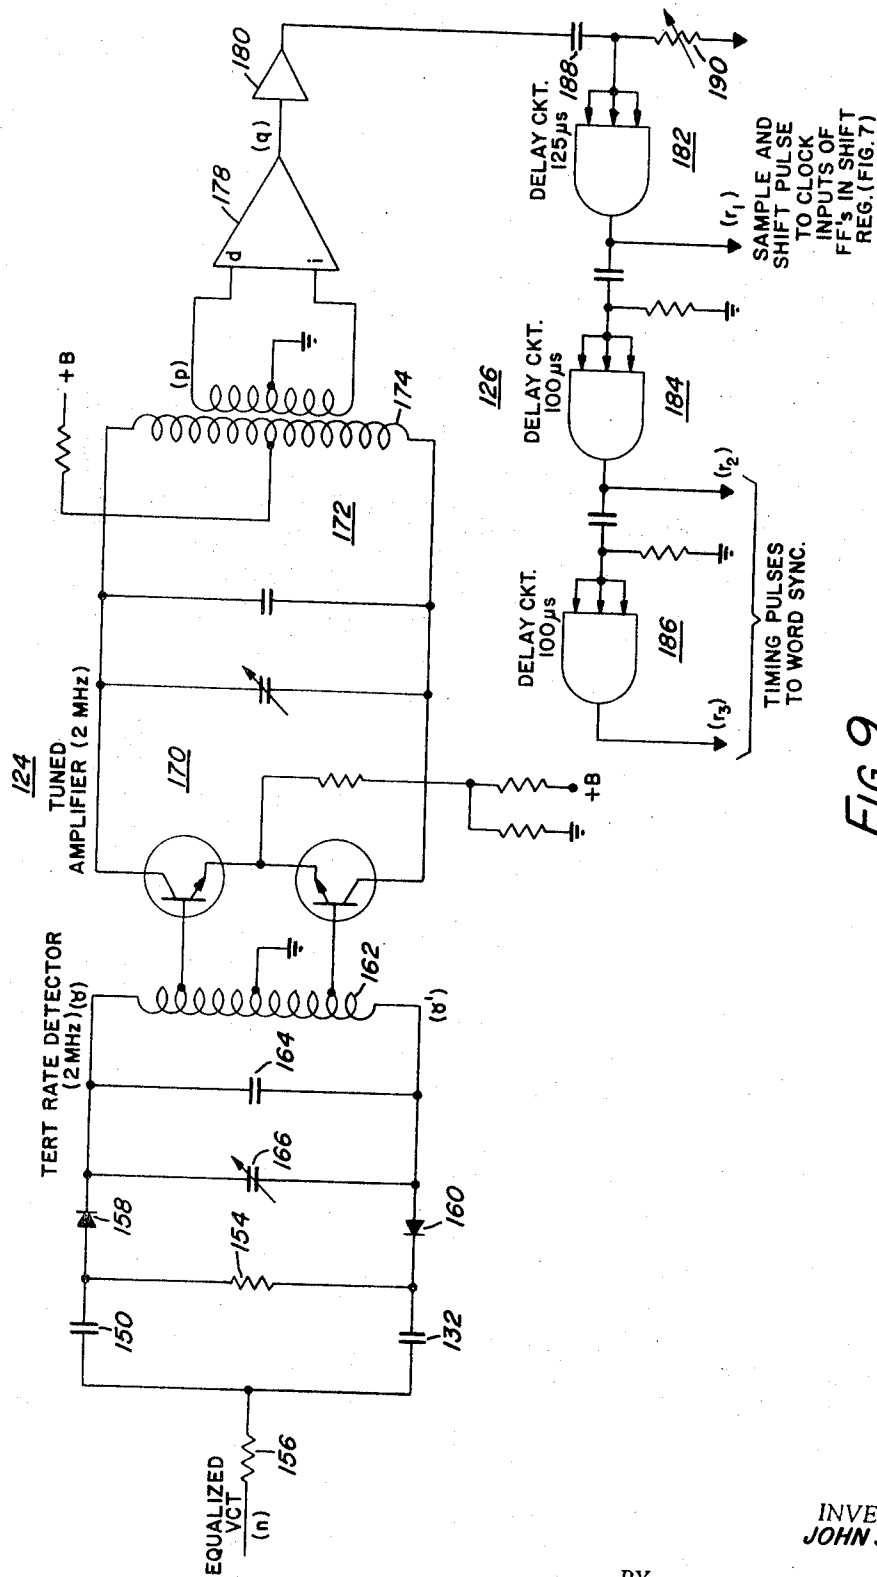 124
TERT RATE DETECTOR
(2 MHz)
(४)
(४')
TUNED
AMPLIFIER (2 MHz)
EQUALIZED
VCT
(n)
156
150
132
154
158
160
166
164
162
170
172
+B
+B
174
(p)
d
i
178
(q)
180
188
190
126
DELAY CKT.
125μs
182
(r1)
SAMPLE AND
SHIFT PULSE
TO CLOCK
INPUTS OF
FF's IN SHIFT
REG.(FIG.7)
DELAY CKT.
100μs
184
(r2)
DELAY CKT.
100μs
186
(r3)
TIMING PULSES
TO WORD SYNC.
FIG 9
INVE
JOHN
BY